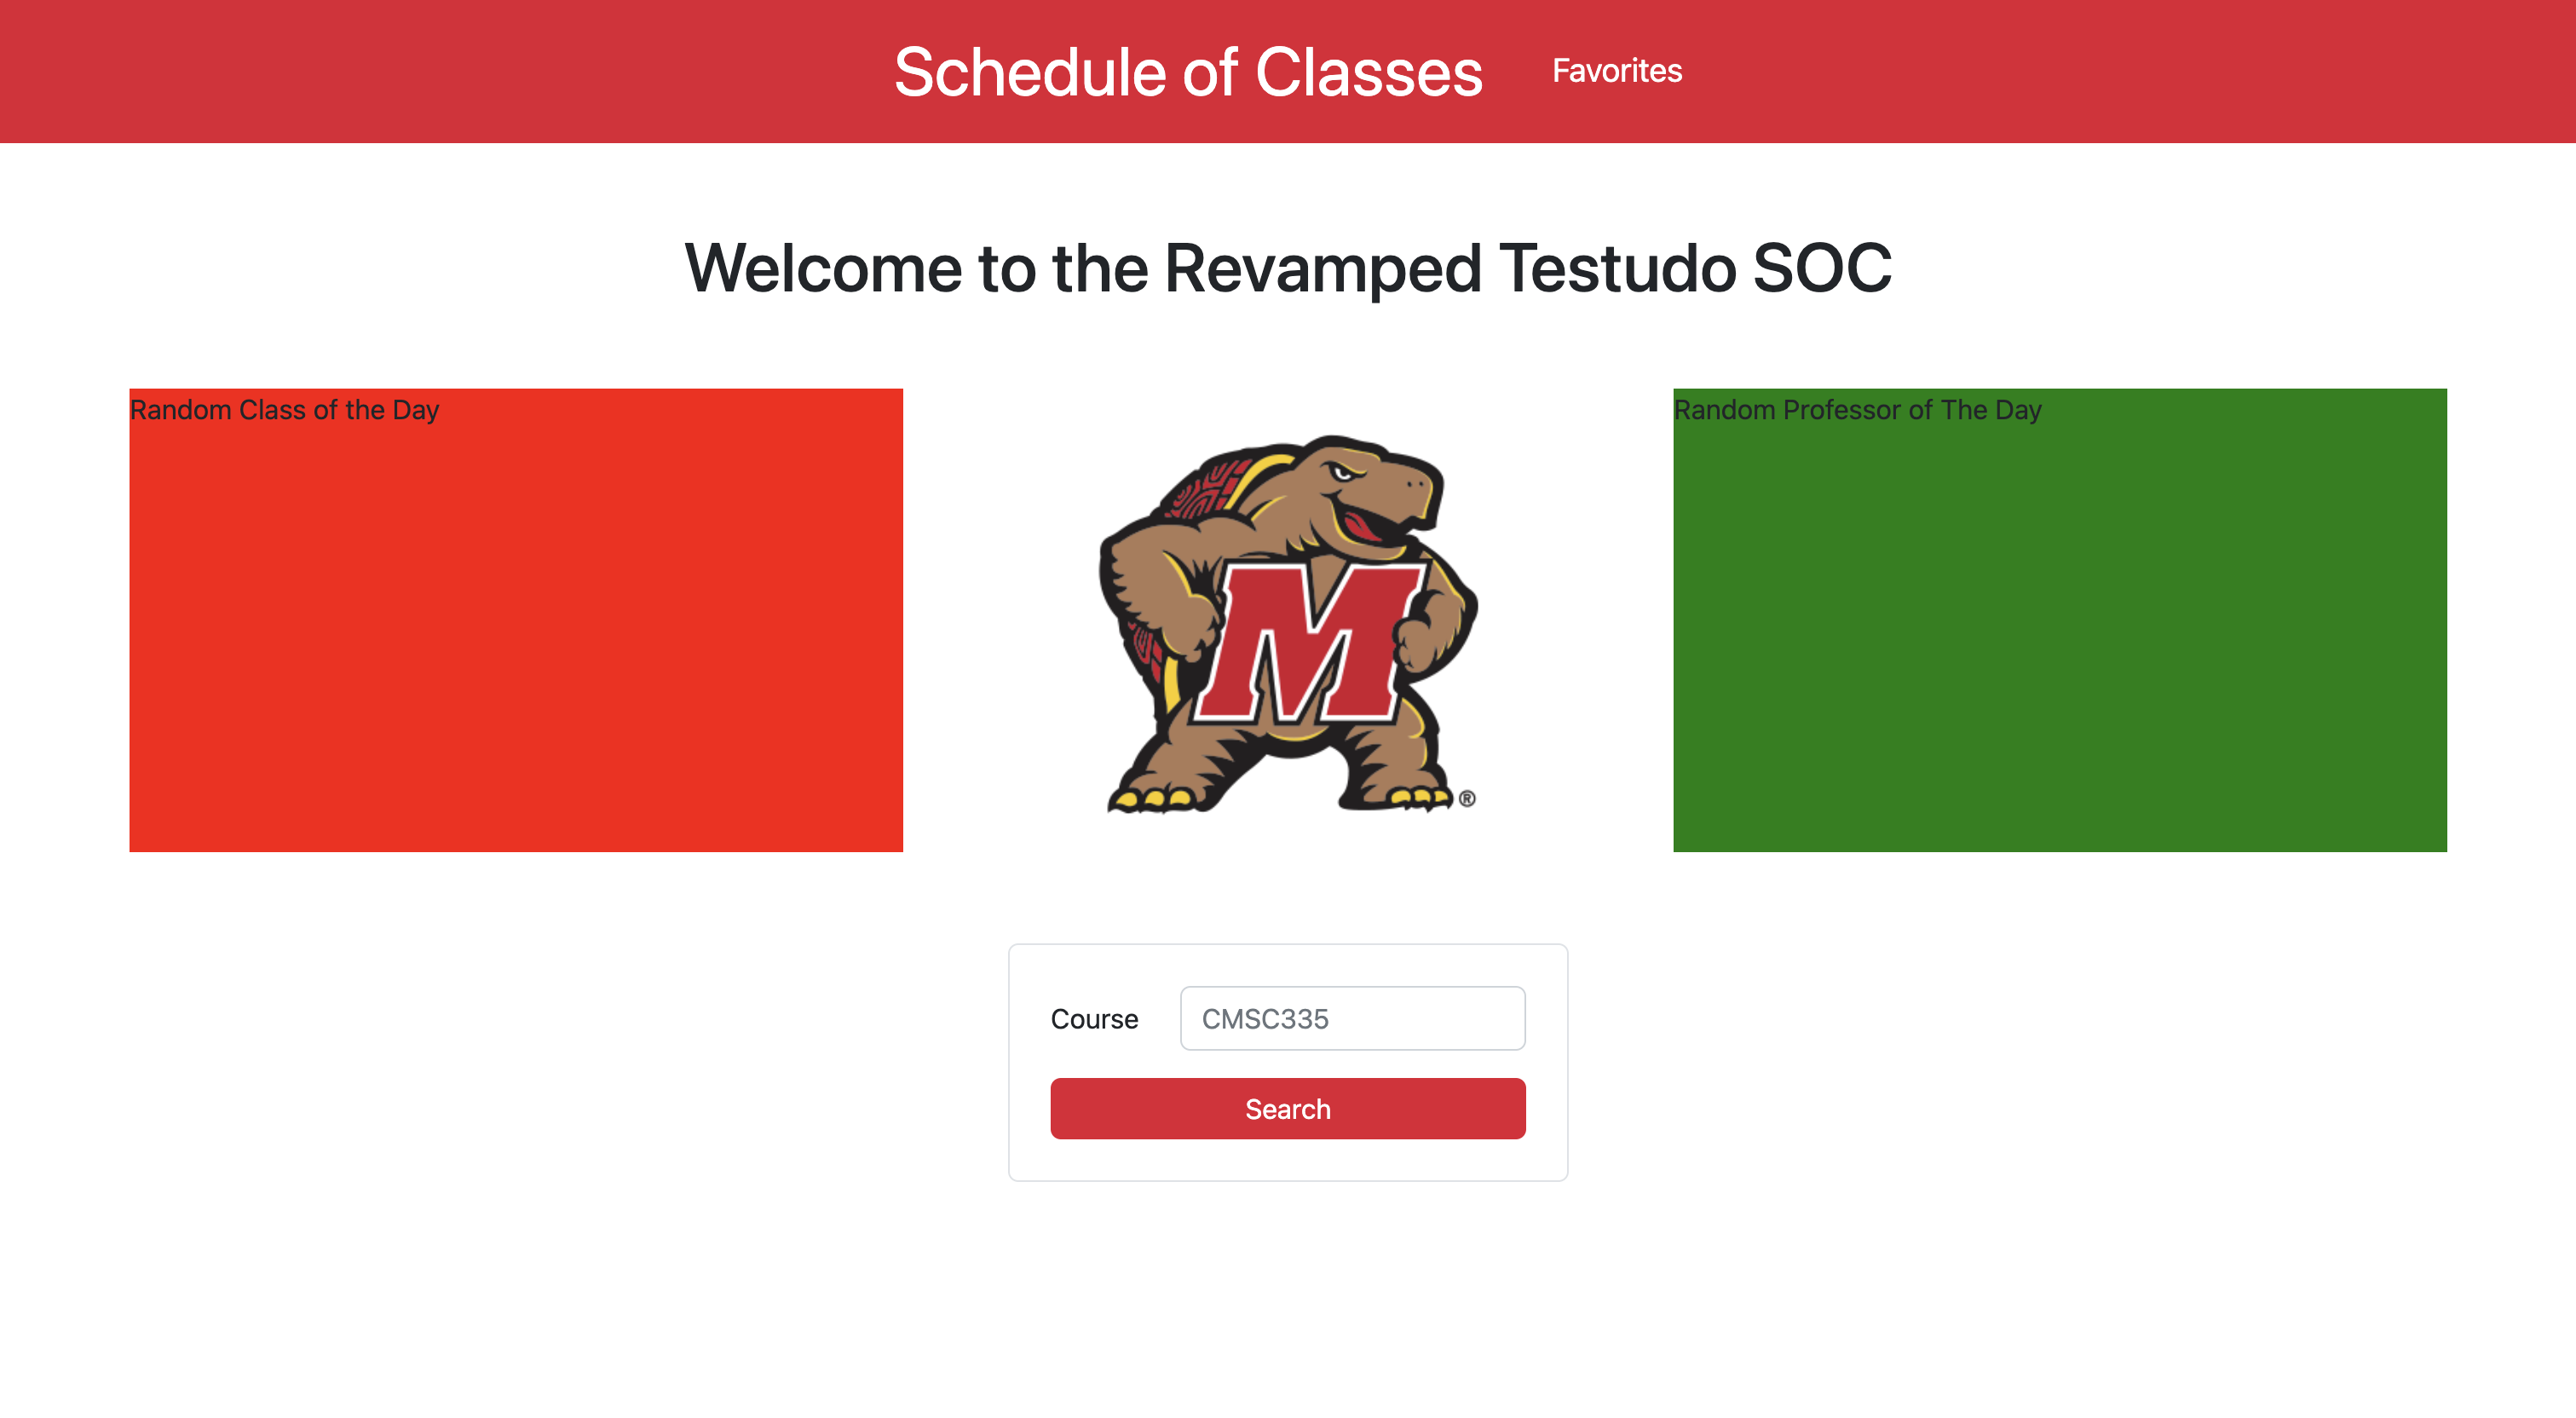 Schedule of Classes Favorites
Welcome to the Revamped Testudo SOC
Random Class of the Day
Random Professor of The Day
M
®
Course CMSC335
Search